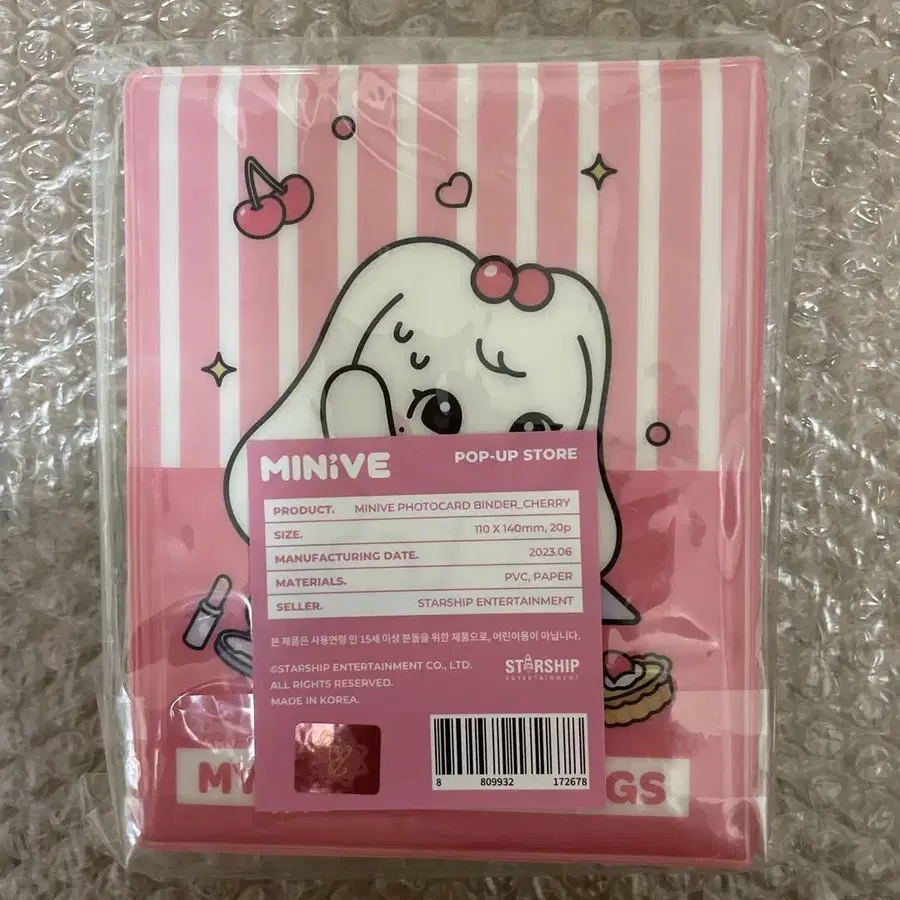 MINIVE POP-UP STORE
PRODUCT. MINIVE PHOTOCARD BINDER_CHERRY
SIZE. 110 X 140mm, 20p
MANUFACTURING DATE. 2023.06
MATERIALS. PVC, PAPER
SELLER. STARSHIP ENTERTAINMENT
본 제품은 사용연령 만 15세 이상 분들을 위한 제품으로, 어린이용이 아닙니다.
©STARSHIP ENTERTAINMENT CO., LTD.
ALL RIGHTS RESERVED.
MADE IN KOREA.
STARSHIP
ENTERTAINMENT
8 809932 172678
MY GS